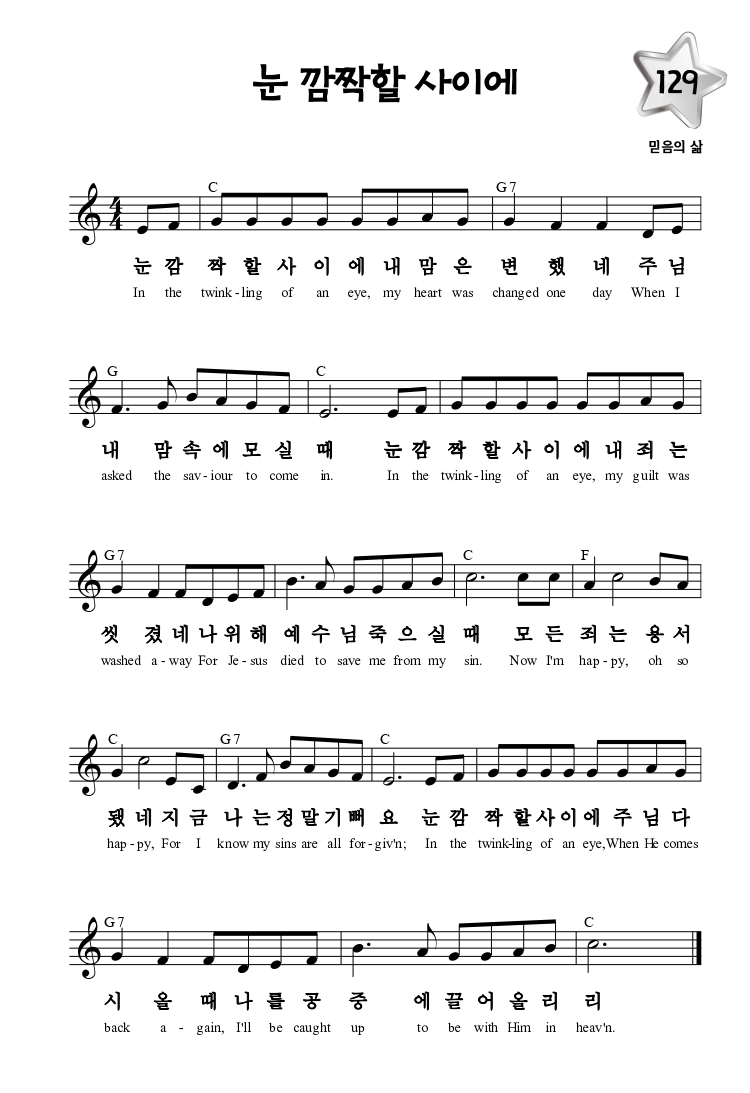 눈 깜짝할 사이에
129
믿음의 삶
C G7
4 4
눈 깜 짝 할 사 이 에 내 맘 은 변 했 네 주 님
In the twink-ling of an eye, my heart was changed one day When I
G C
내 맘 속 에 모 실 때 눈 깜 짝 할 사 이 에 내 죄 는
asked the sav-iour to come in. In the twink-ling of an eye, my guilt was
G7 C F
씻 겼 네 나 위 해 예 수 님 죽 으 실 때 모 든 죄 는 용 서
washed a-way For Je-sus died to save me from my sin. Now I'm hap-py, oh so
C G7 C
됐 네 지 금 나 는 정 말 기 뻐 요 눈 깜 짝 할 사 이 에 주 님 다
hap-py, For I know my sins are all for-giv'n; In the twink-ling of an eye, When He comes
G7 C
시 올 때 나 를 공 중 에 끌 어 올 리 리
back a-gain, I'll be caught up to be with Him in heav'n.